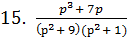 15. (p³ + 7p) / ((p² + 9)(p² + 1))